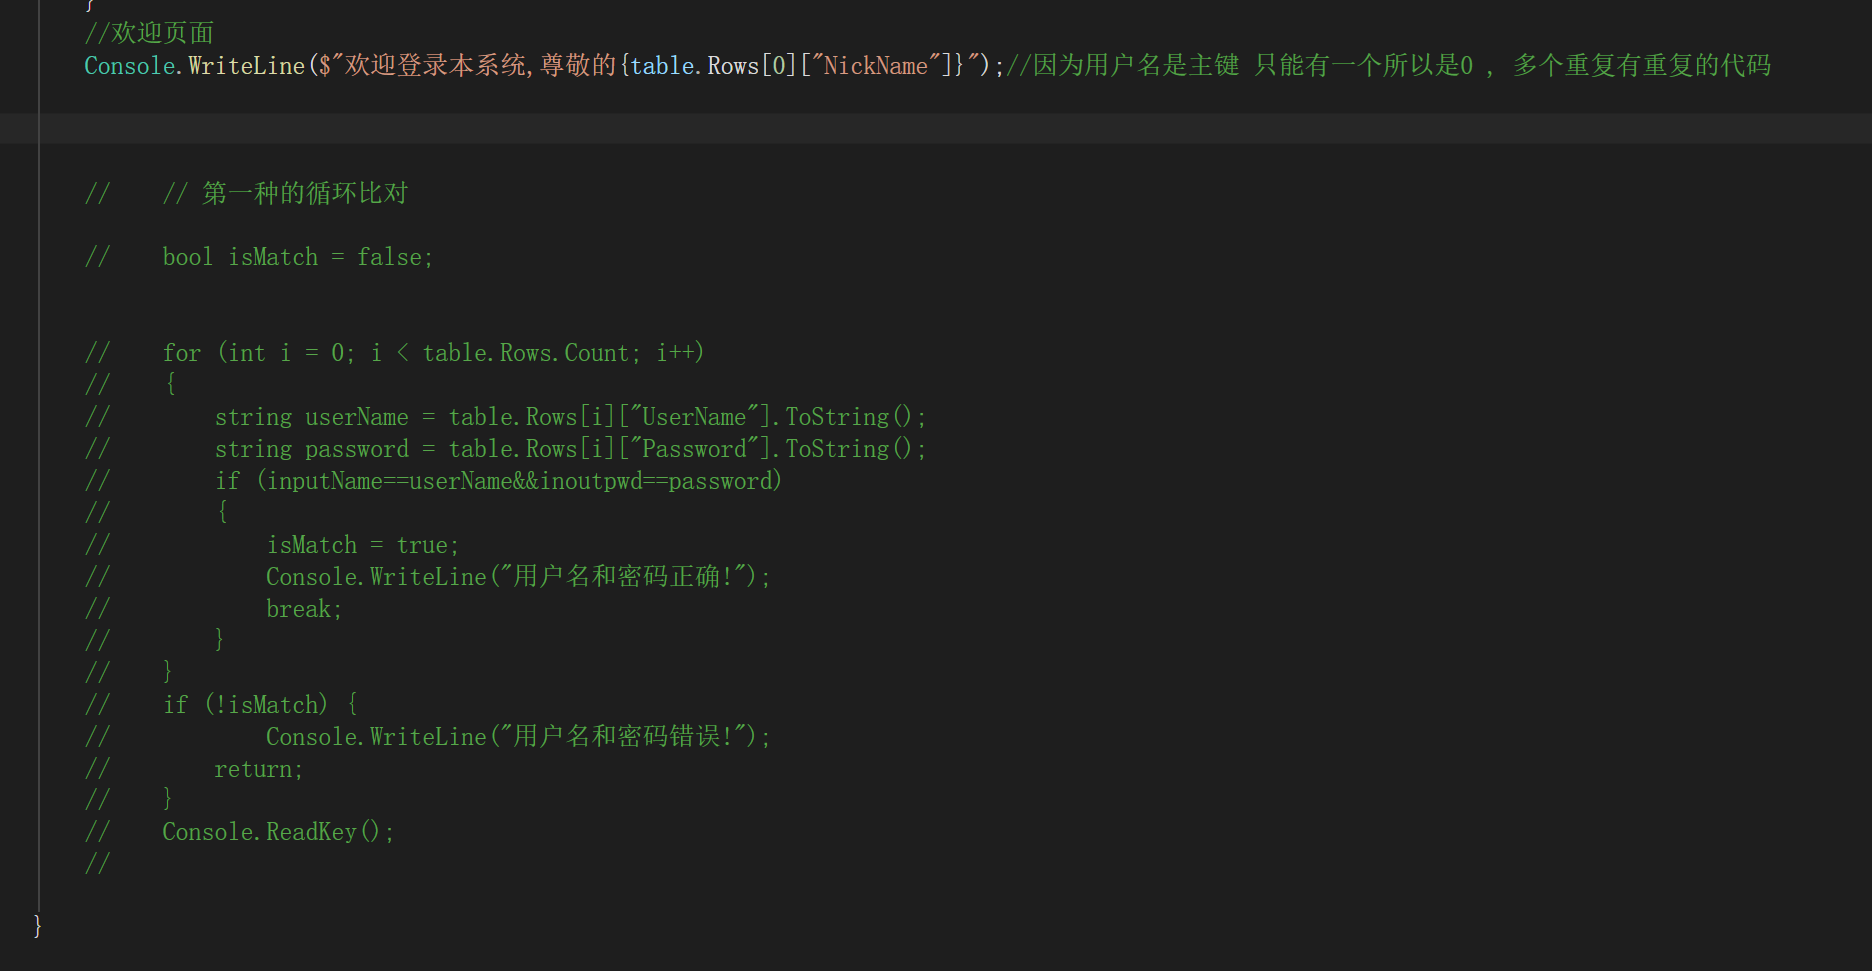 }
//欢迎页面
Console.WriteLine($"欢迎登录本系统,尊敬的{table.Rows[0]["NickName"]}");//因为用户名是主键 只能有一个所以是0 , 多个重复有重复的代码
//    // 第一种的循环比对
//    bool isMatch = false;
//    for (int i = 0; i < table.Rows.Count; i++)
//    {
//        string userName = table.Rows[i]["UserName"].ToString();
//        string password = table.Rows[i]["Password"].ToString();
//        if (inputName==userName&&inoutpwd==password)
//        {
//            isMatch = true;
//            Console.WriteLine("用户名和密码正确!");
//            break;
//        }
//    }
//    if (!isMatch) {
//            Console.WriteLine("用户名和密码错误!");
//        return;
//    }
//    Console.ReadKey();
//
}